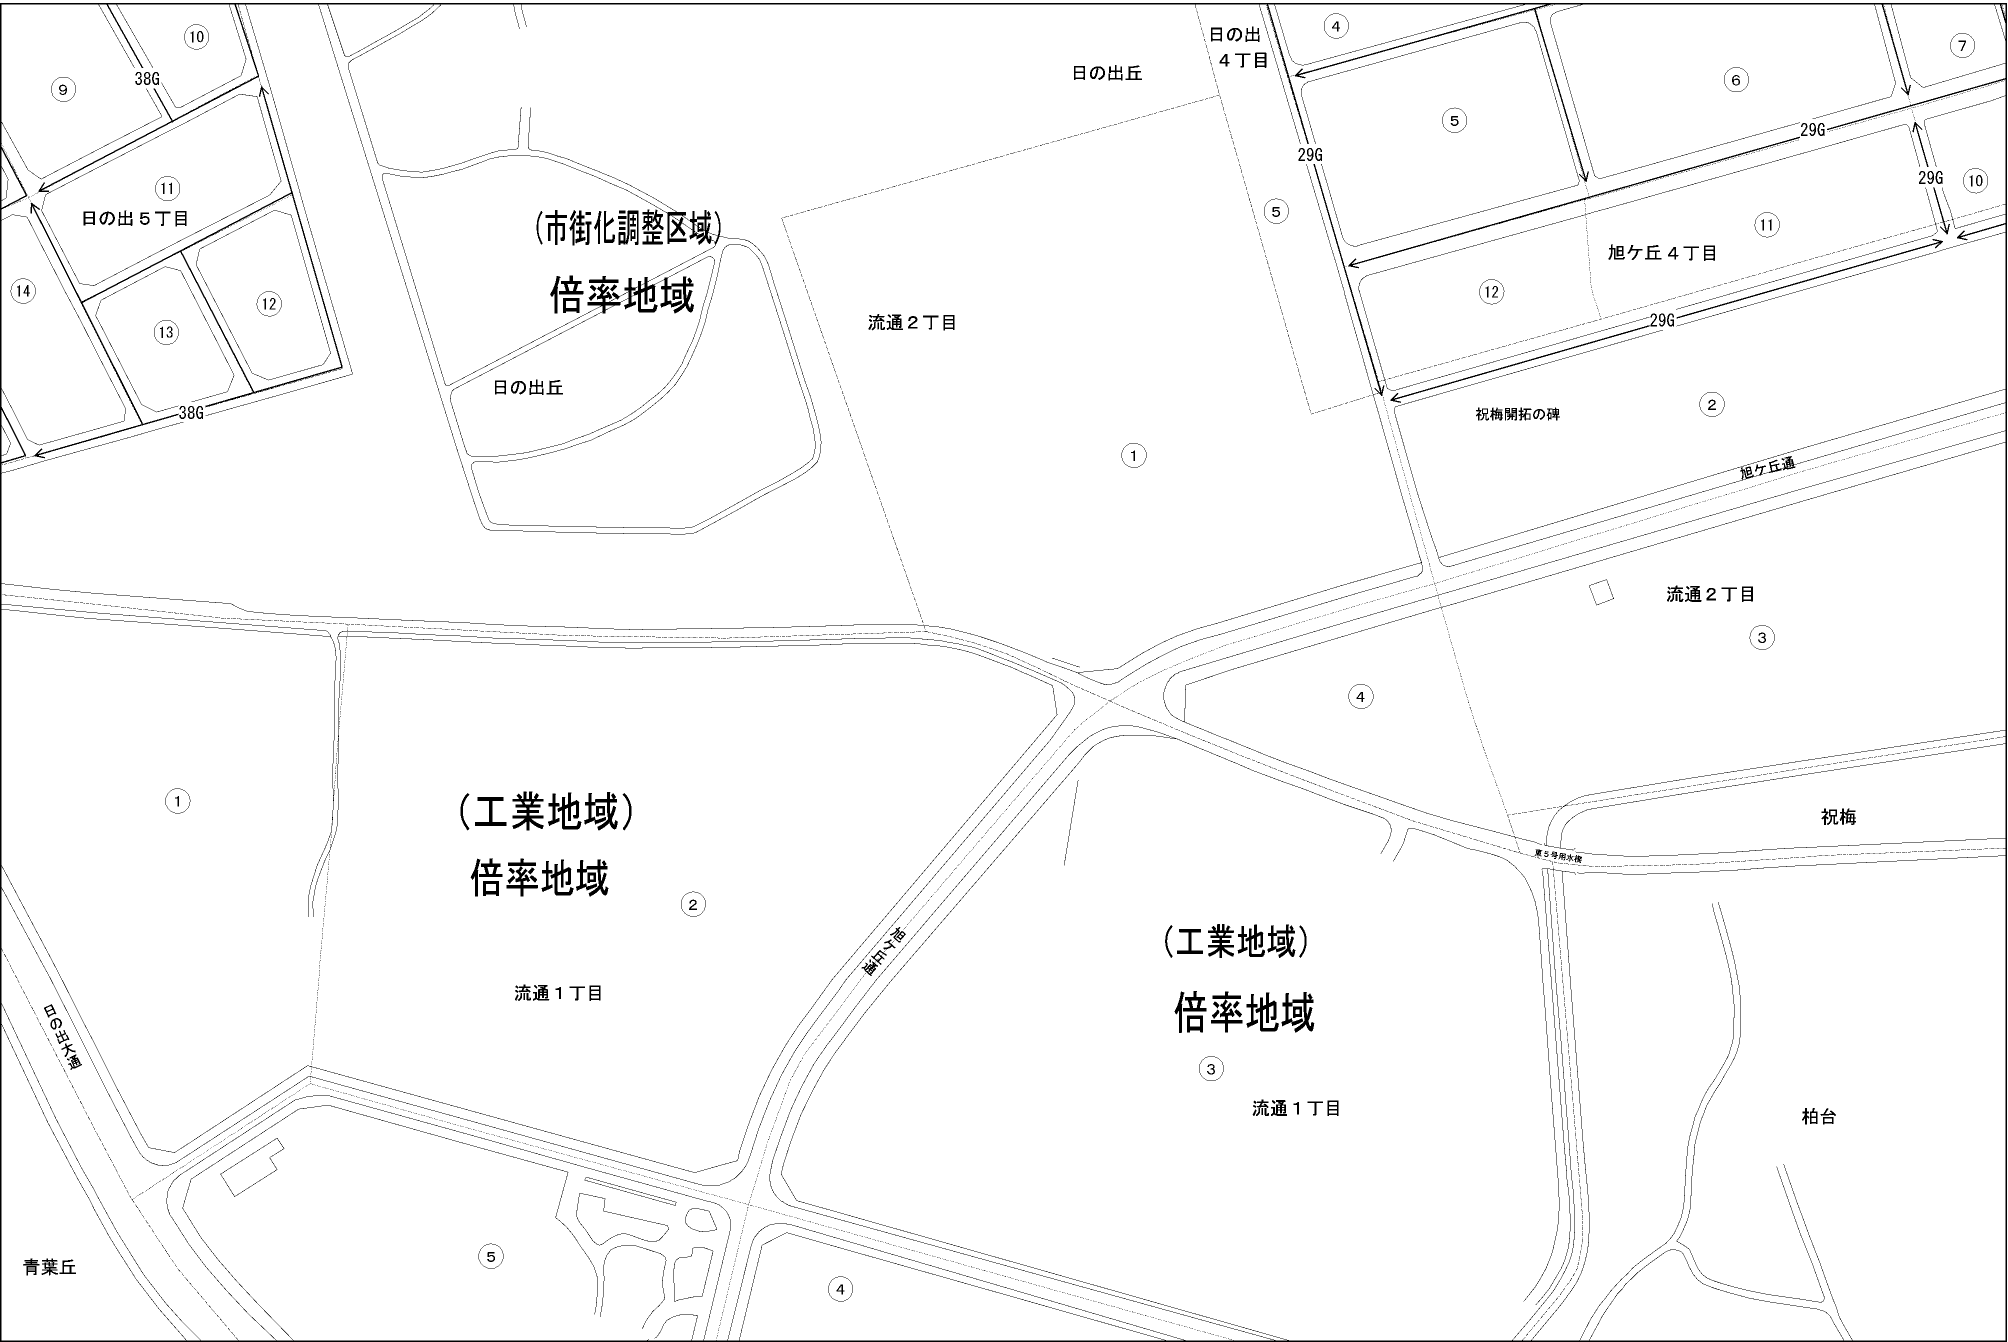 10
④
日の出
４丁目
⑦
38G
⑨
日の出丘
⑥
⑤
29G
29G
29G
⑩
⑪
日の出５丁目
⑤
(市街化調整区域)
⑪
旭ケ丘４丁目
⑭
⑫
倍率地域
⑫
29G
⑬
流通２丁目
日の出丘
38G
祝梅開拓の碑
②
①
旭ケ丘通
流通２丁目
③
④
①
(工業地域)
倍率地域
祝梅
東５号用水橋
②
旭ケ丘通
(工業地域)
倍率地域
流通１丁目
日の出大通
③
流通１丁目
柏台
青葉丘
⑤
④